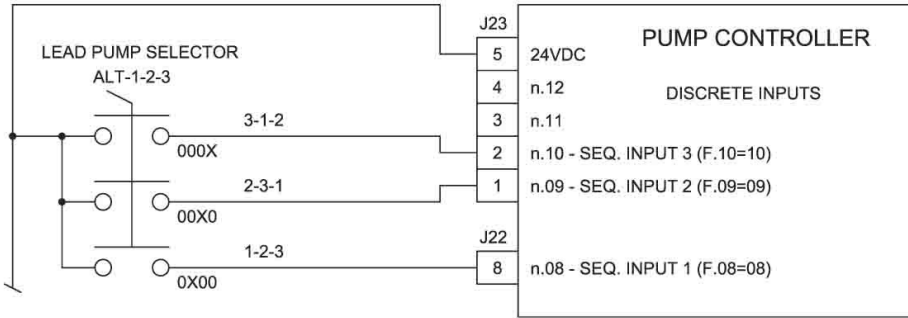 J23
PUMP CONTROLLER
LEAD PUMP SELECTOR
5 24VDC
ALT-1-2-3
4 n.12
DISCRETE INPUTS
3-1-2
3 n.11
000X
2 n.10 - SEQ. INPUT 3 (F.10=10)
2-3-1
1 n.09 - SEQ. INPUT 2 (F.09=09)
00X0
J22
1-2-3
8 n.08 - SEQ. INPUT 1 (F.08=08)
0X00